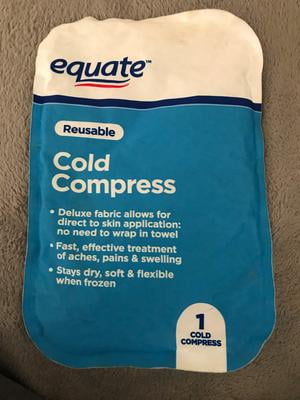 equate™
Reusable
Cold
Compress
• Deluxe fabric allows for
direct to skin application:
no need to wrap in towel
• Fast, effective treatment
of aches, pains & swelling
• Stays dry, soft & flexible
when frozen
1
COLD
COMPRESS